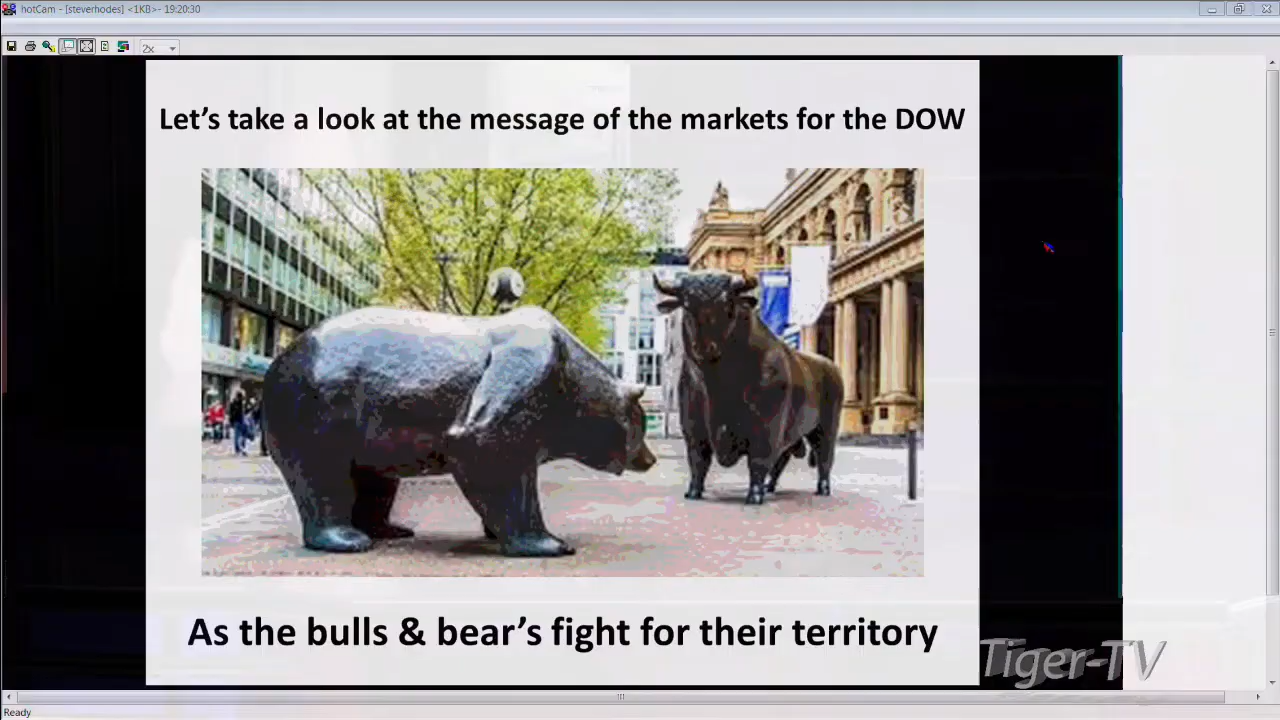 hotCam - [steverhodes] <1KB>- 19:20:30
2x
Let's take a look at the message of the markets for the DOW
As the bulls & bear's fight for their territory
Tiger-TV
Ready